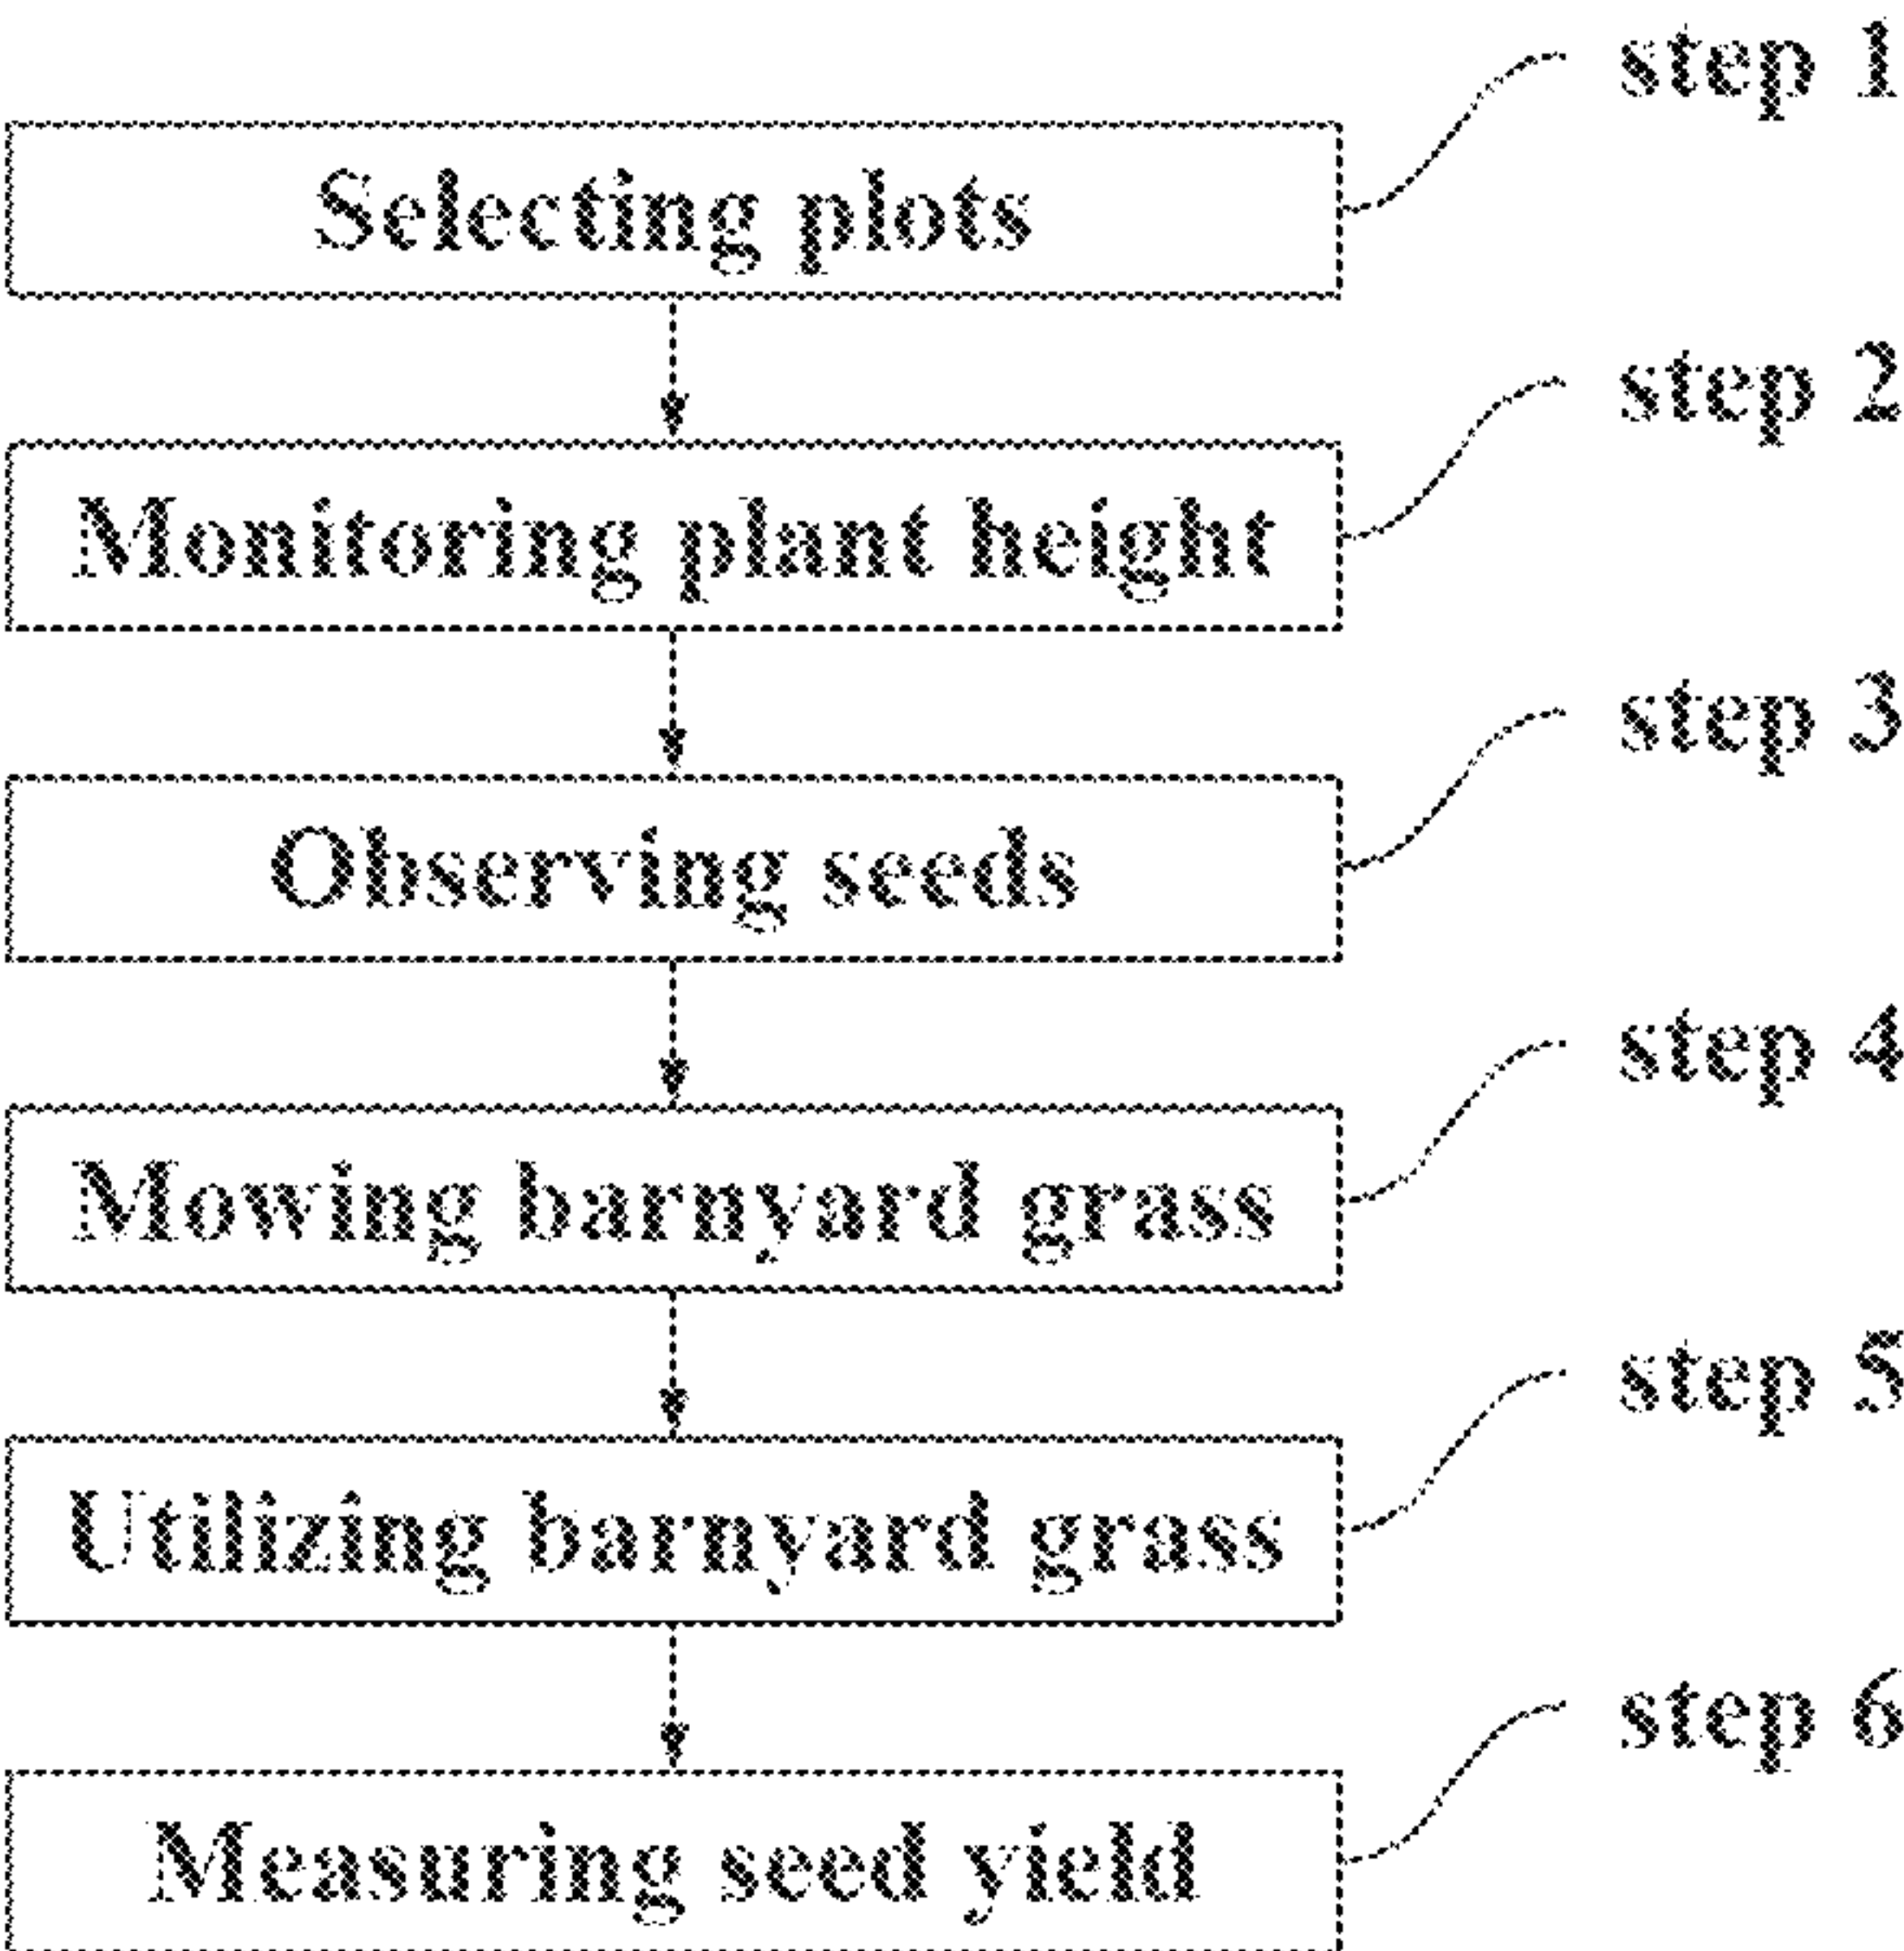 step 1
Selecting plots
step 2
Monitoring plant height
step 3
Observing seeds
step 4
Mowing barnyard grass
step 5
Utilizing barnyard grass
step 6
Measuring seed yield